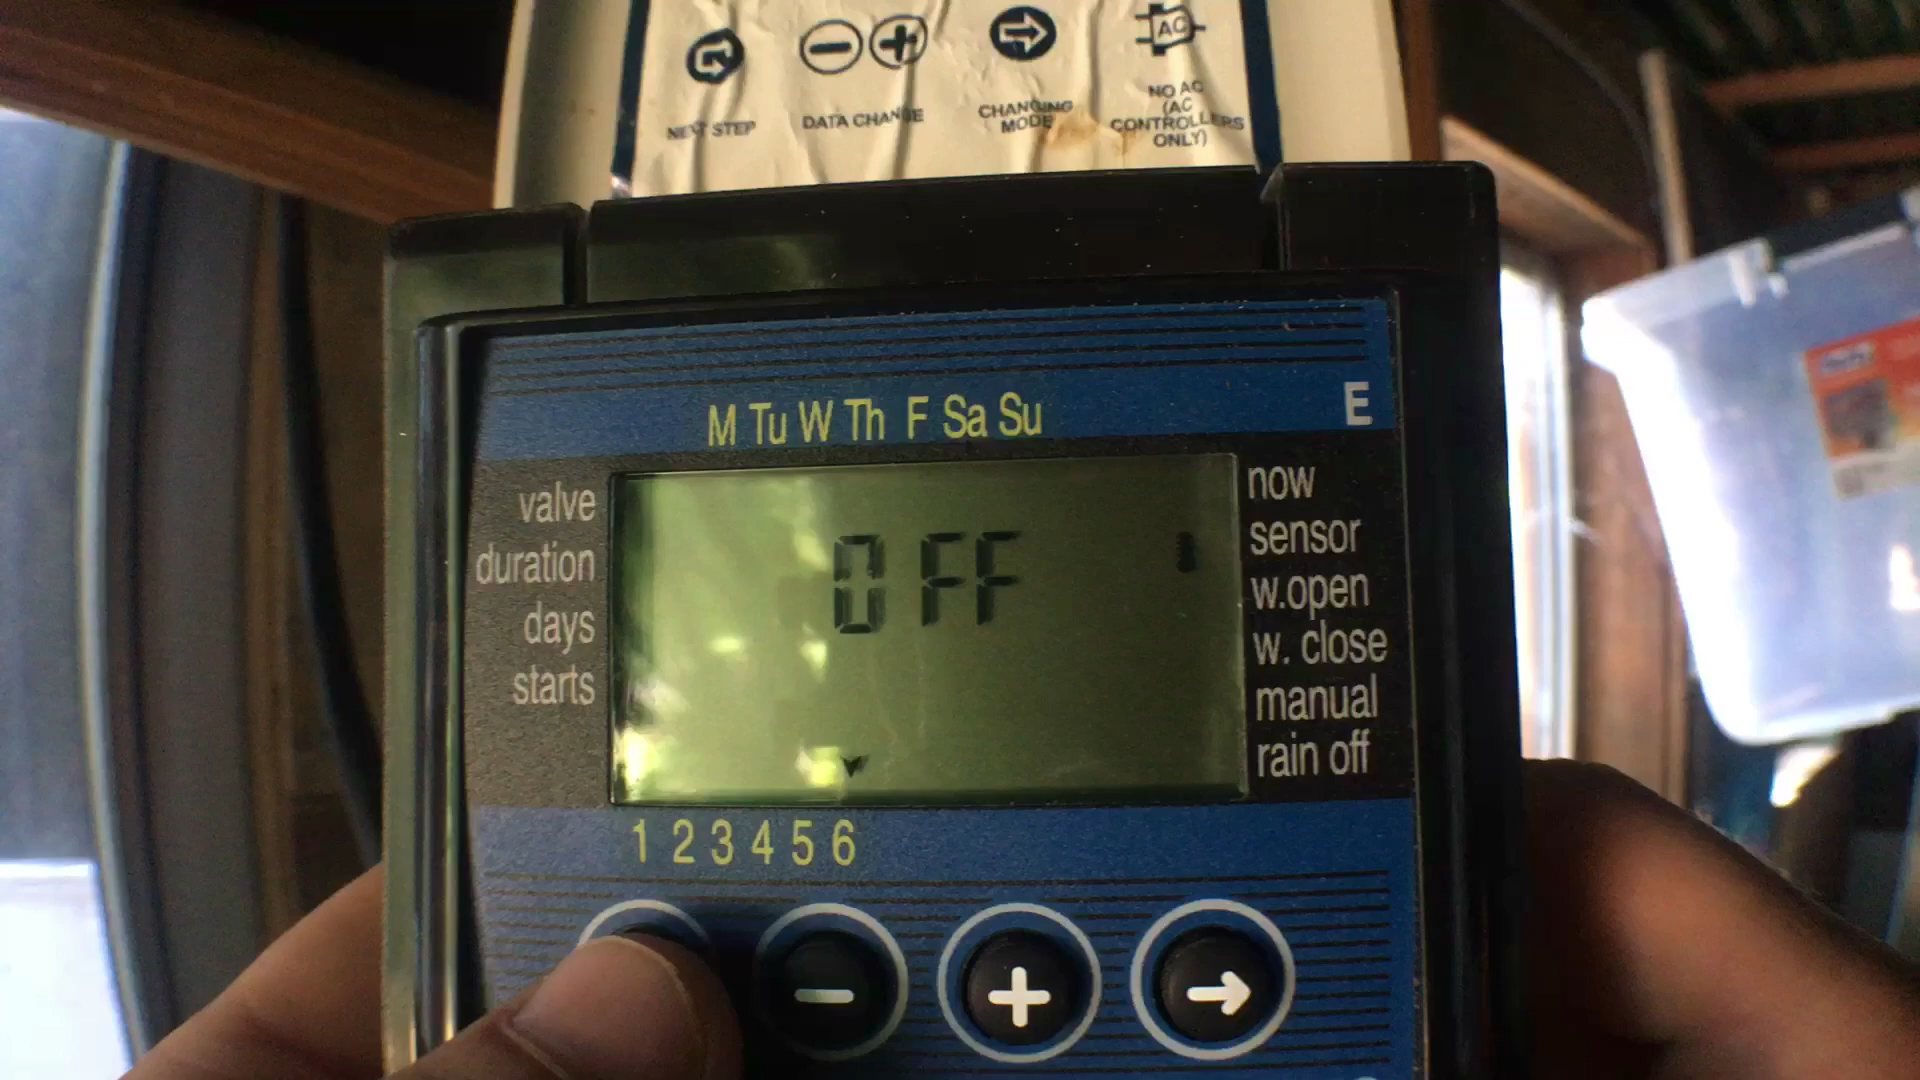 NEXT STEP
DATA CHANGE
CHANGING
MODE
AC
NO AC
(AC
CONTROLLERS
ONLY)
M Tu W Th F Sa Su
E
valve
duration
days
starts
OFF
now
sensor
w.open
w. close
manual
rain off
1 2 3 4 5 6